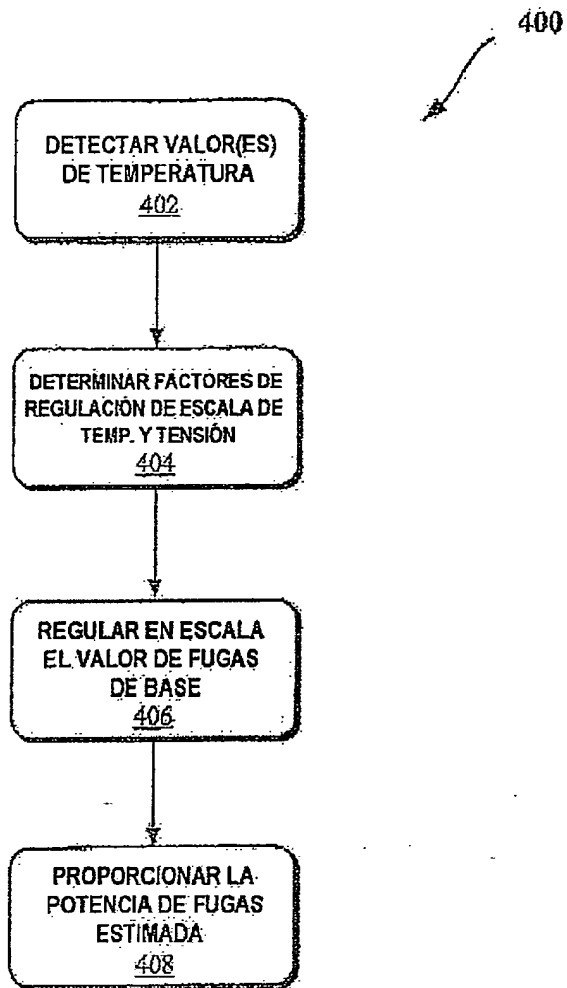 400
DETECTAR VALOR(ES)
DE TEMPERATURA
402
DETERMINAR FACTORES DE
REGULACIÓN DE ESCALA DE
TEMP. Y TENSIÓN
404
REGULAR EN ESCALA
EL VALOR DE FUGAS
DE BASE
406
PROPORCIONAR LA
POTENCIA DE FUGAS
ESTIMADA
408